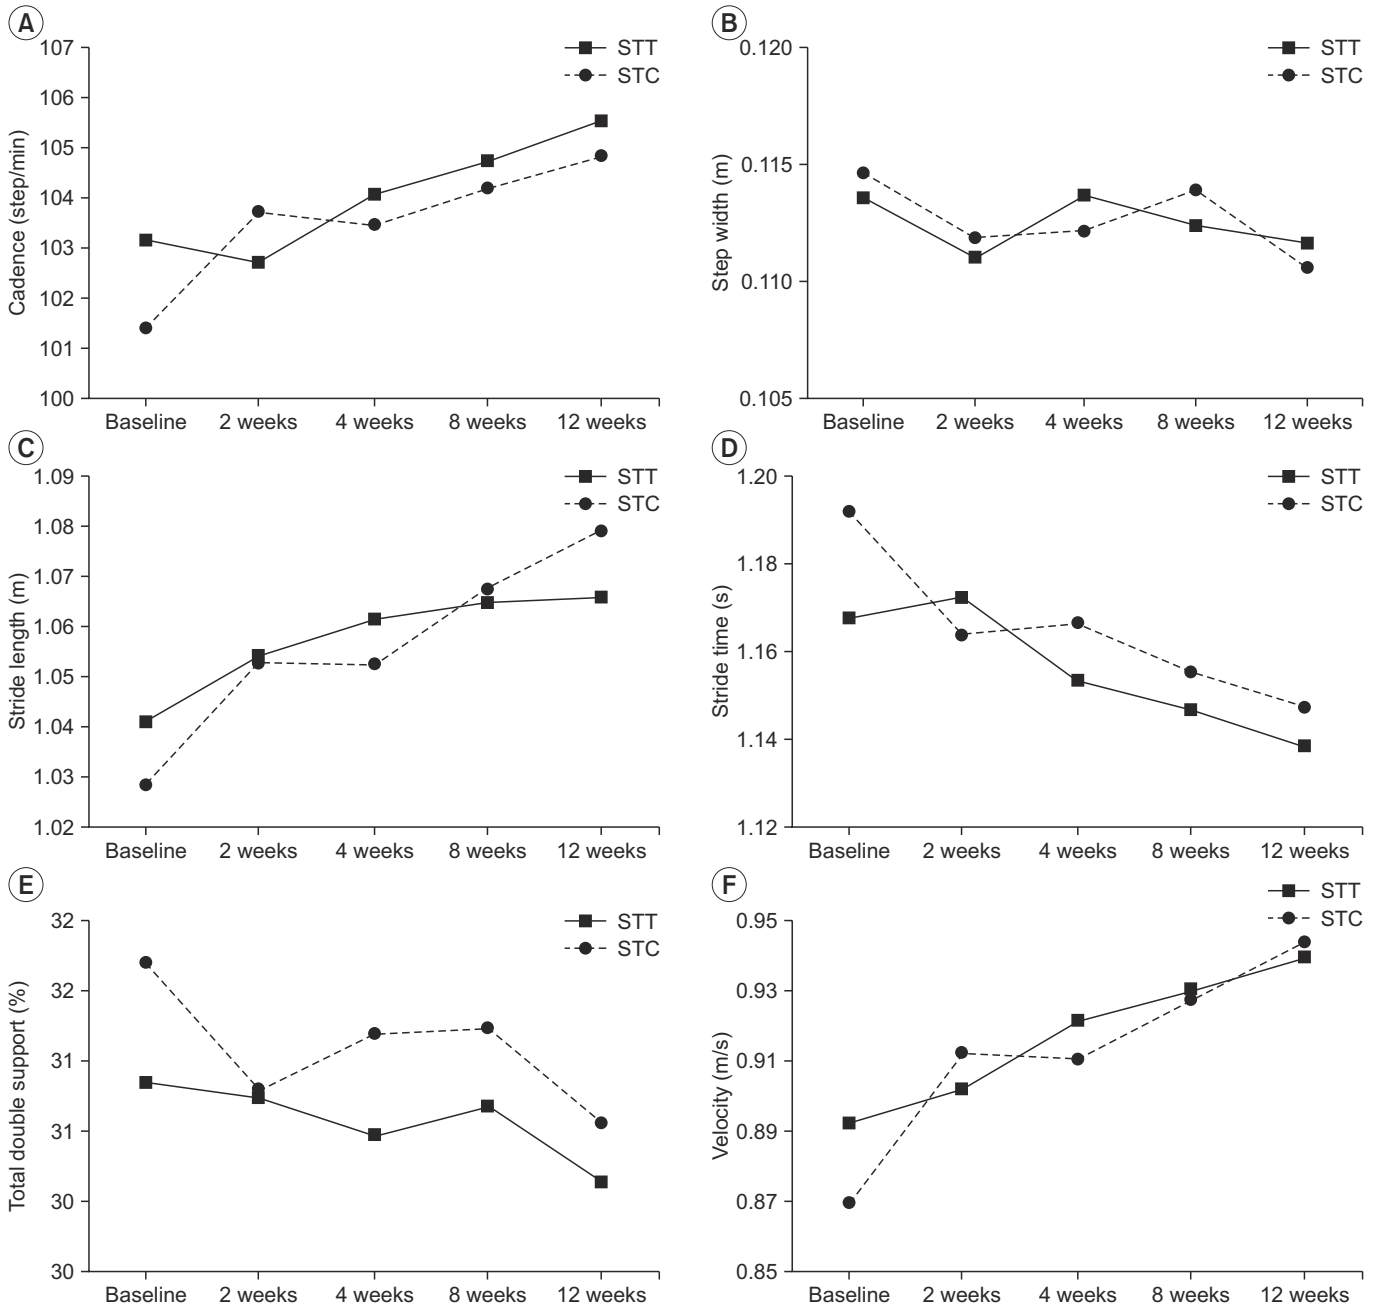 A
107
106
105
104
103
102
101
100
Cadence (step/min)
STT
STC
Baseline 2 weeks 4 weeks 8 weeks 12 weeks
B
0.120
0.115
0.110
0.105
Step width (m)
STT
STC
Baseline 2 weeks 4 weeks 8 weeks 12 weeks
C
1.09
1.08
1.07
1.06
1.05
1.04
1.03
1.02
Stride length (m)
STT
STC
Baseline 2 weeks 4 weeks 8 weeks 12 weeks
D
1.20
1.18
1.16
1.14
1.12
Stride time (s)
STT
STC
Baseline 2 weeks 4 weeks 8 weeks 12 weeks
E
32
32
31
31
30
30
Total double support (%)
STT
STC
Baseline 2 weeks 4 weeks 8 weeks 12 weeks
F
0.95
0.93
0.91
0.89
0.87
0.85
Velocity (m/s)
STT
STC
Baseline 2 weeks 4 weeks 8 weeks 12 weeks